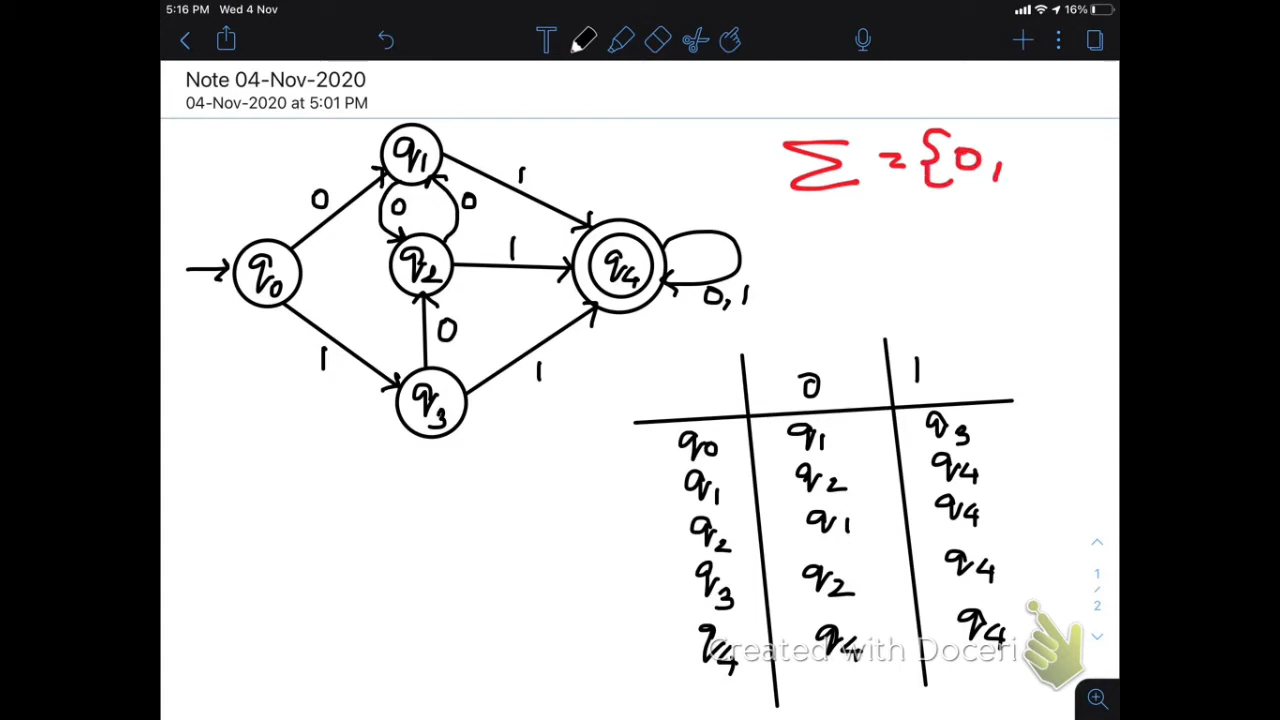 5:16 PM Wed 4 Nov
16%
T
Note 04-Nov-2020
04-Nov-2020 at 5:01 PM
Σ = {0,
q1
0 1
0 0
q0 q2 1 q4
0, 1
0
1 1
q3
0 1
q0 q1 q3
q1 q2 q4
q2 q1 q4
q3 q2 q4
q4 q4 q4
1
/
2
Created with Doceri